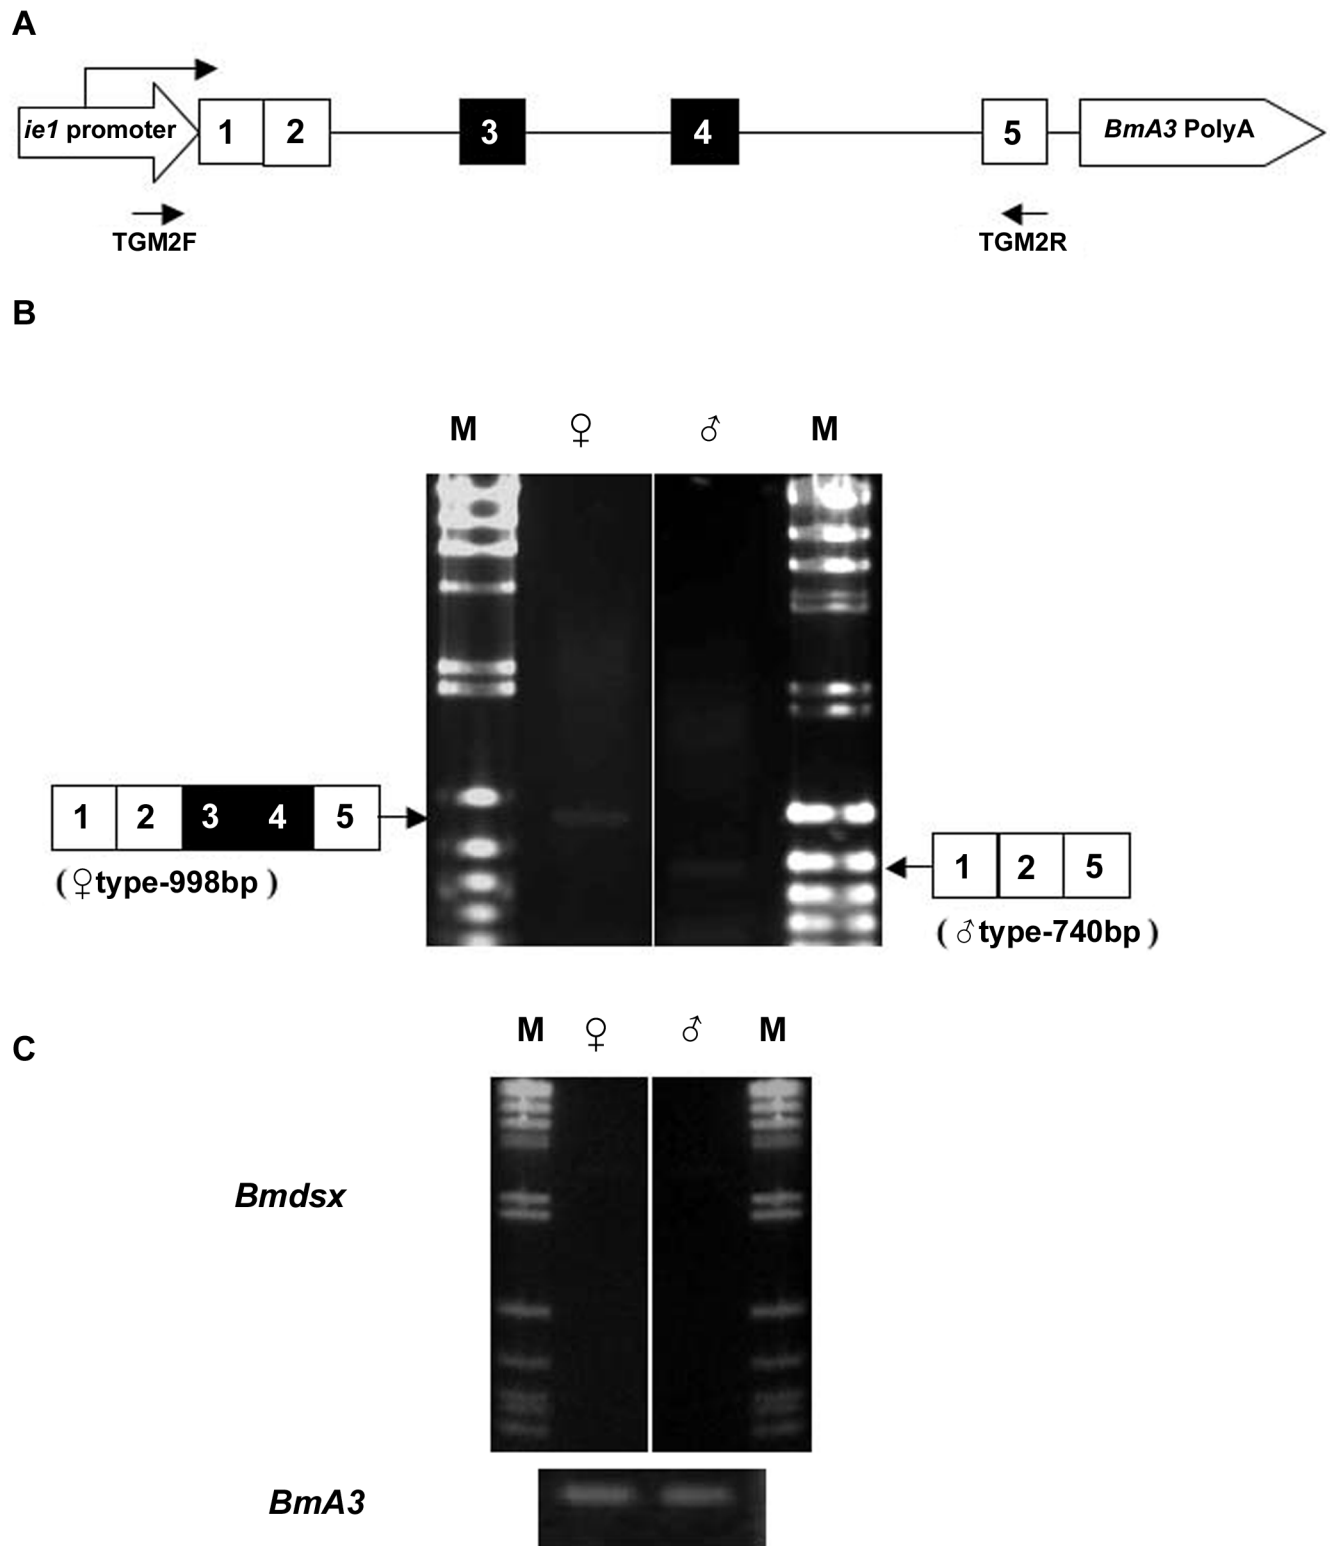 A
ie1 promoter 1 2 3 4 5 BmA3 PolyA
TGM2F TGM2R
B
M ♀ ♂ M
1 2 3 4 5
(♀type-998bp )
1 2 5
( ♂type-740bp )
C
M ♀ ♂ M
Bmdsx
BmA3